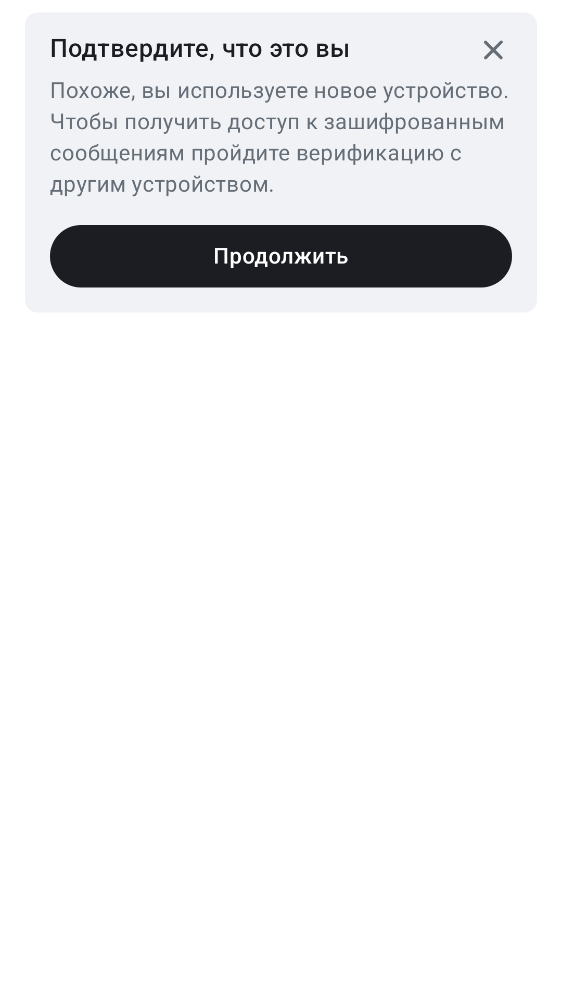 Подтвердите, что это вы
Похоже, вы используете новое устройство.
Чтобы получить доступ к зашифрованным
сообщениям пройдите верификацию с
другим устройством.
Продолжить